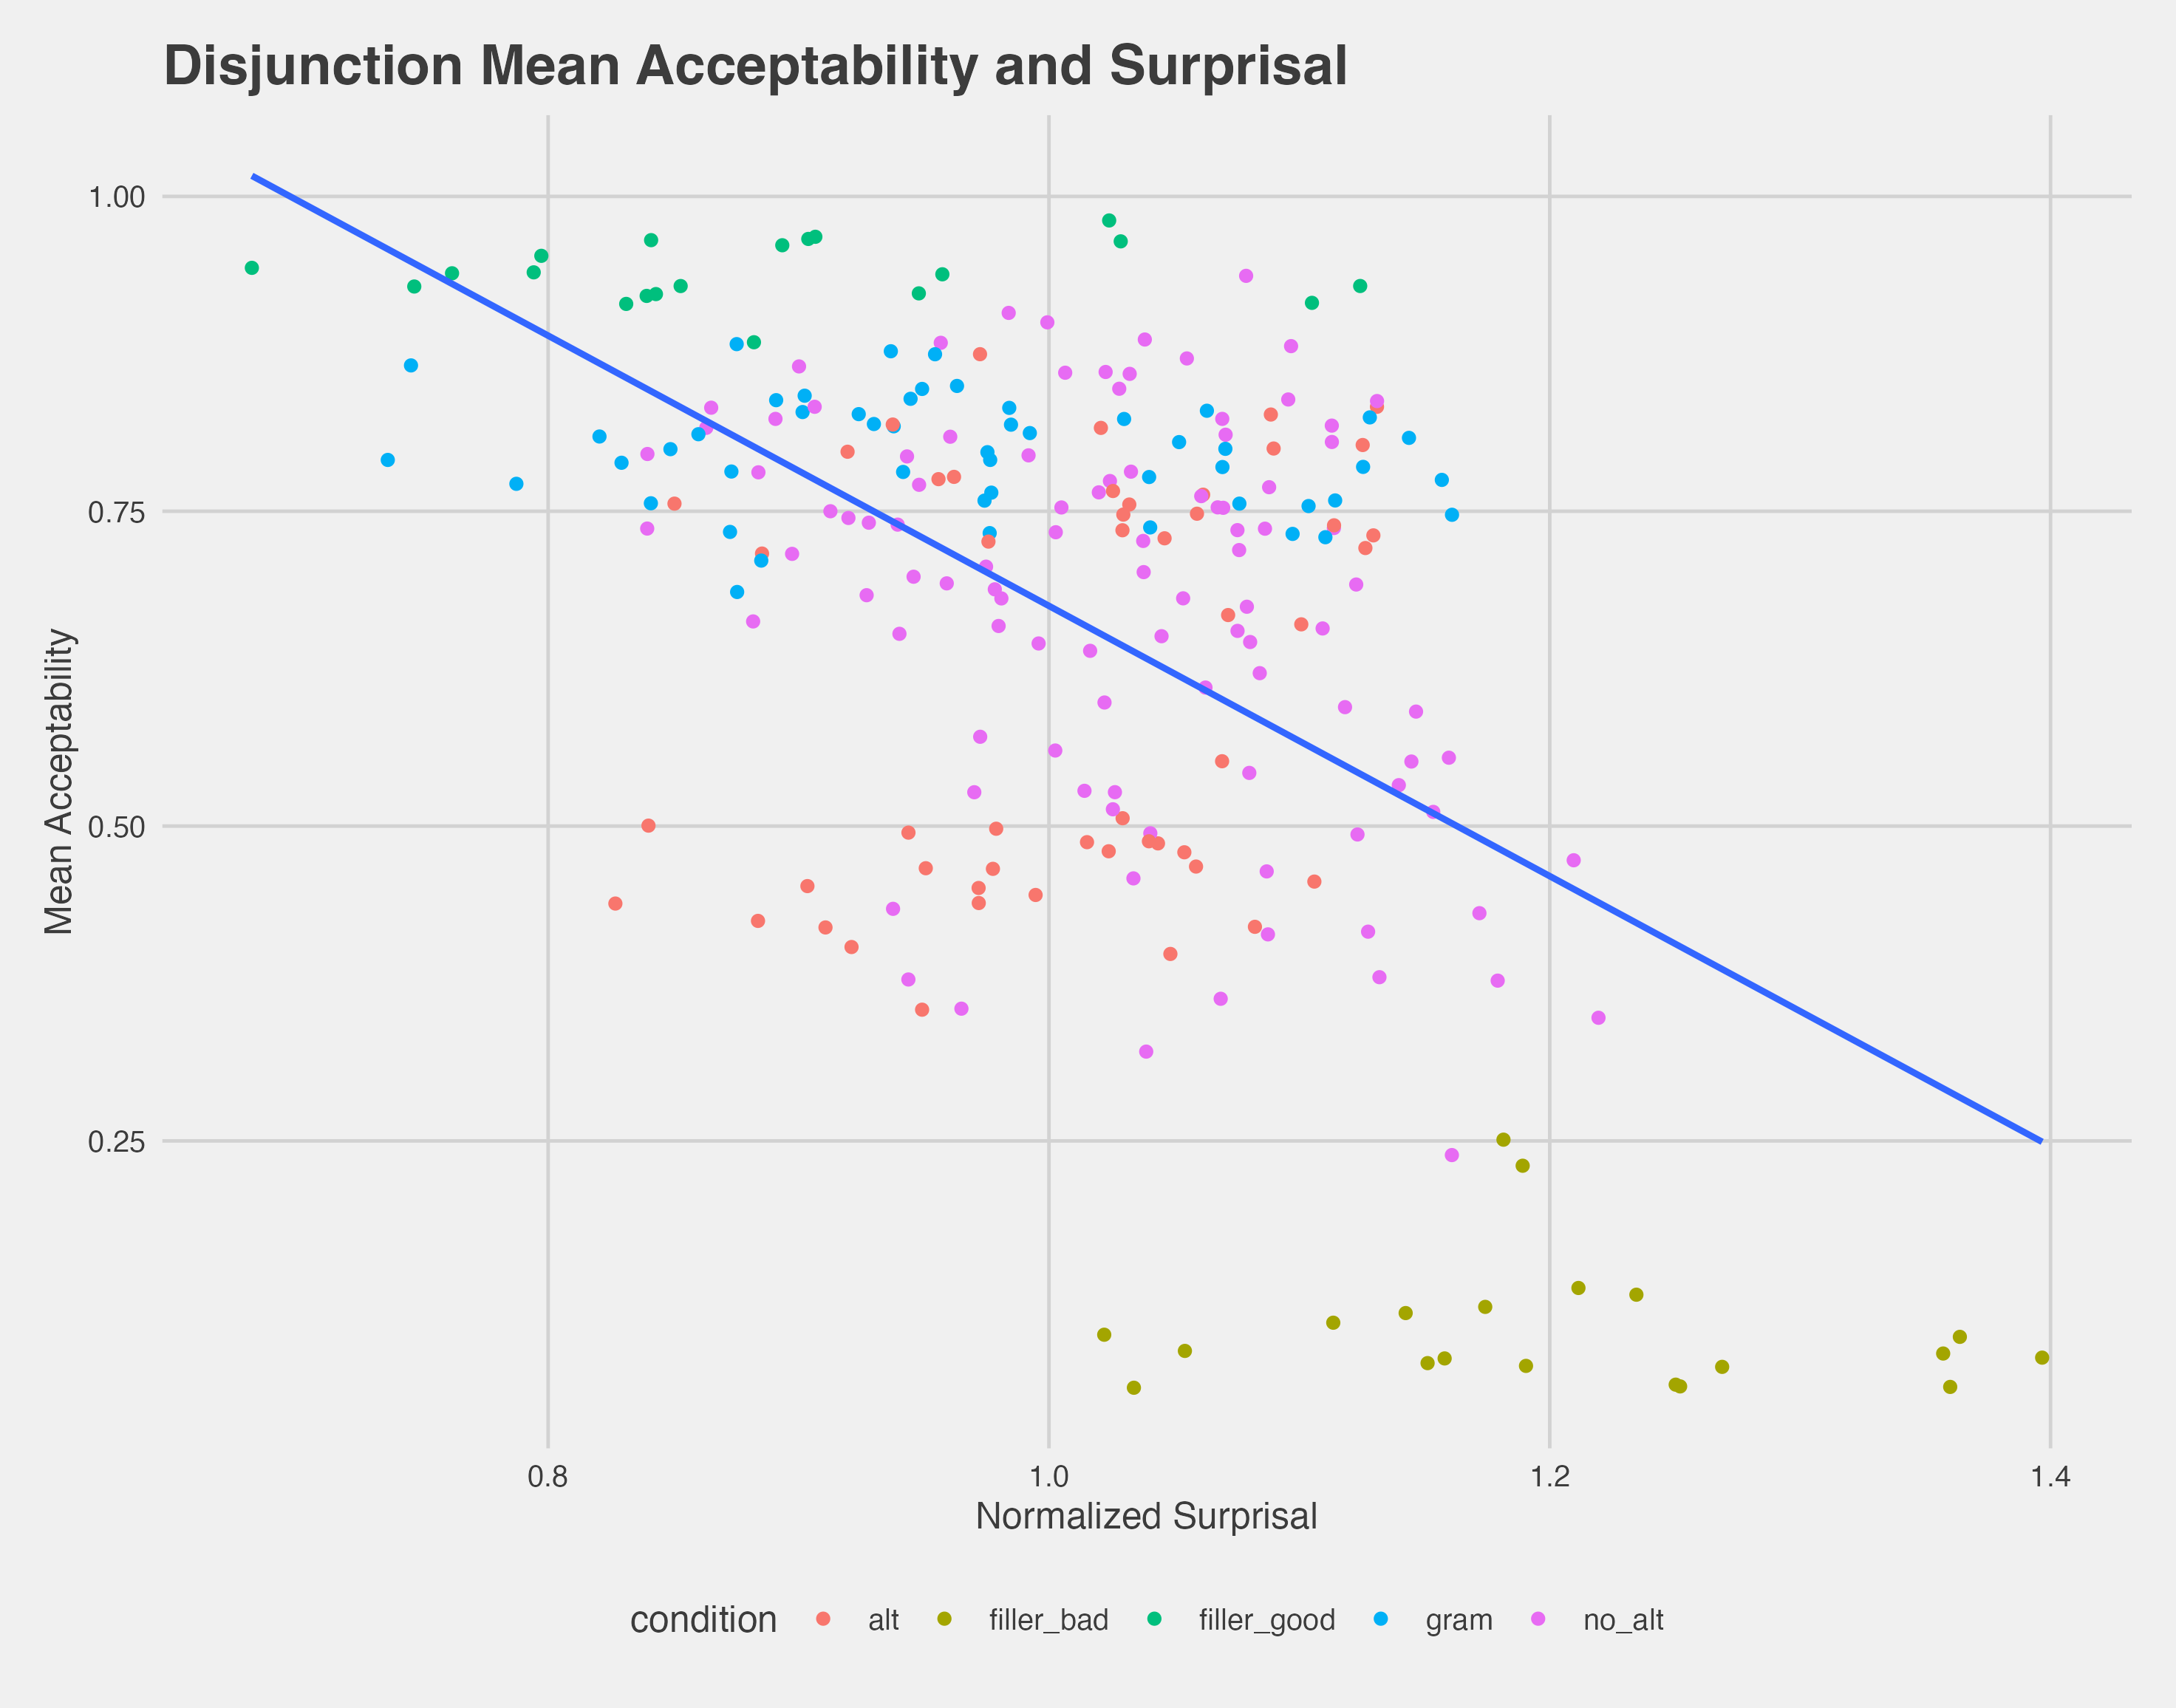 Disjunction Mean Acceptability and Surprisal
1.00
0.75
0.50
0.25
Mean Acceptability
0.8 1.0 1.2 1.4
Normalized Surprisal
condition alt filler_bad filler_good gram no_alt